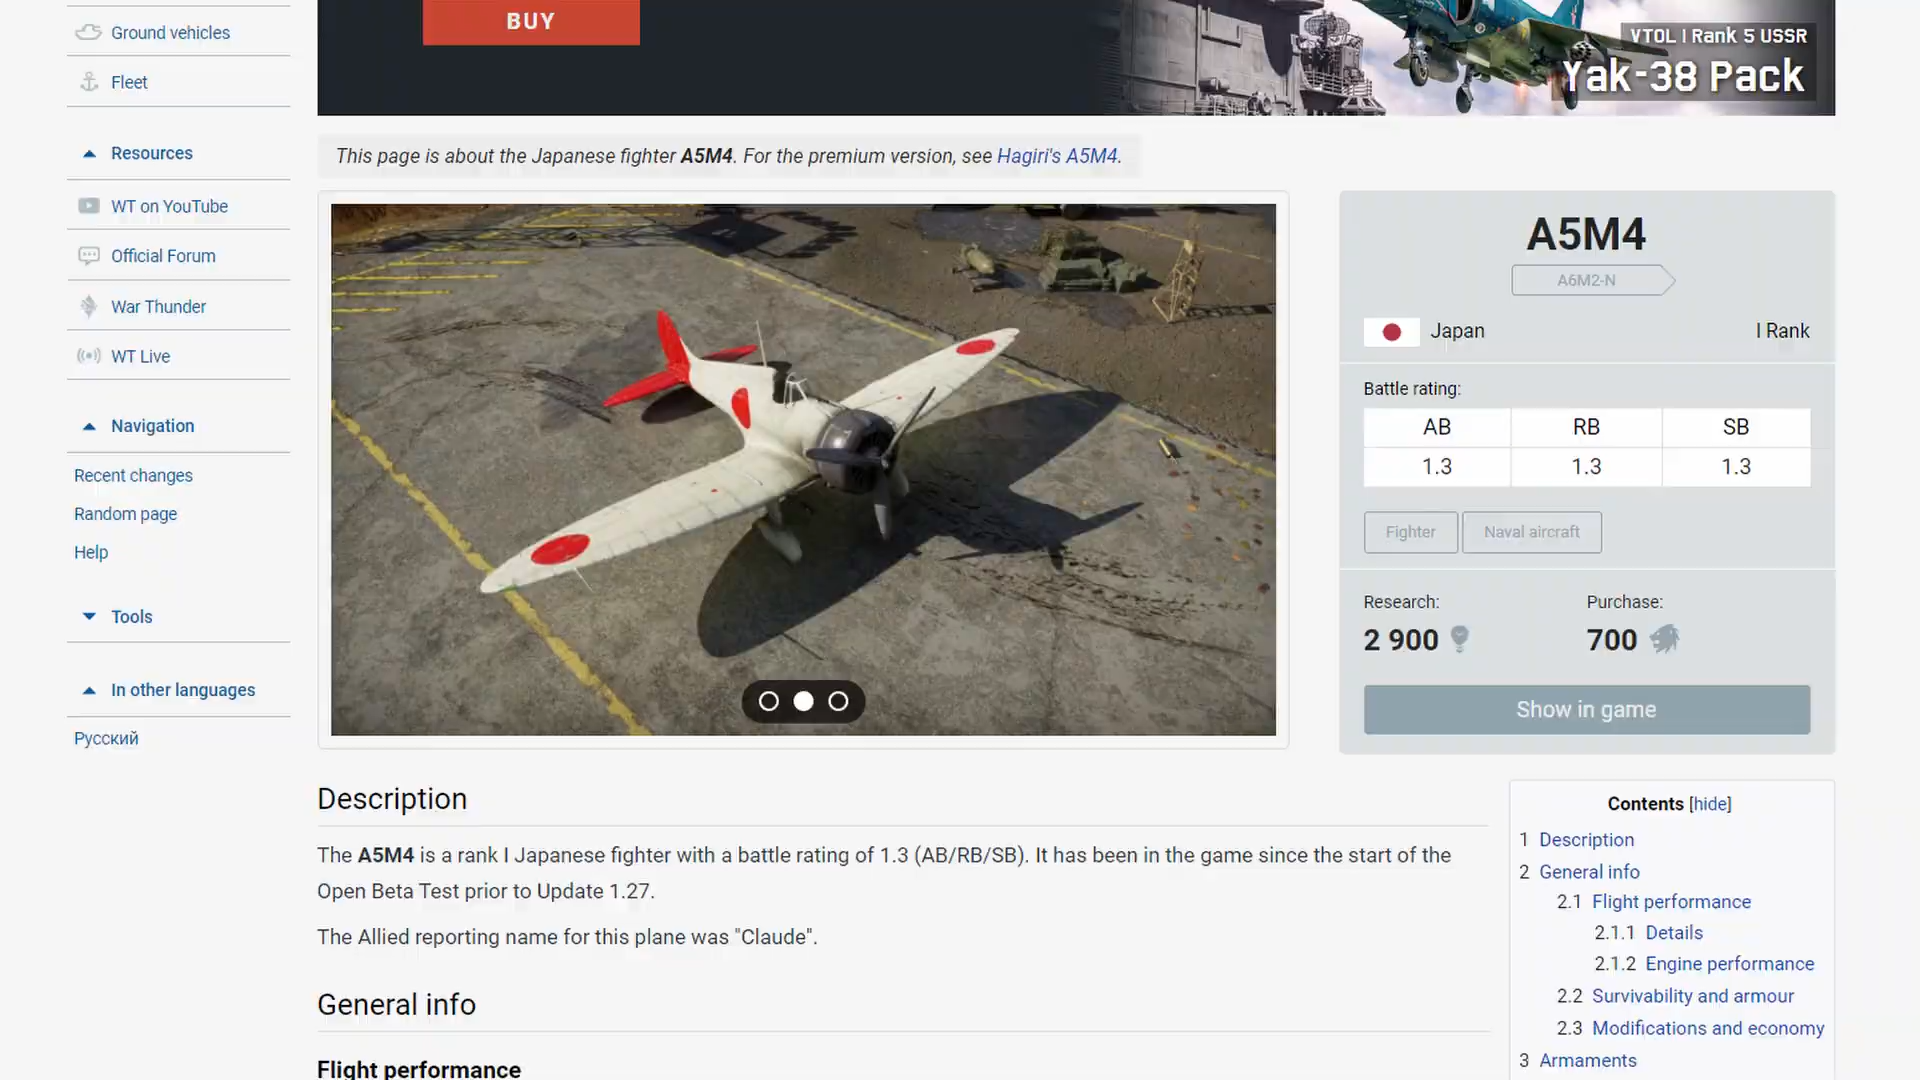 Ground vehicles
Fleet
Resources
WT on YouTube
Official Forum
War Thunder
WT Live
Navigation
Recent changes
Random page
Help
Tools
In other languages
Русский
BUY
VTOL | Rank 5 USSR
Yak-38 Pack
This page is about the Japanese fighter A5M4. For the premium version, see Hagiri's A5M4.
A5M4
A6M2-N
Japan
I Rank
Battle rating:
AB RB SB
1.3 1.3 1.3
Fighter Naval aircraft
Research: Purchase:
2 900 700
Show in game
Description
The A5M4 is a rank I Japanese fighter with a battle rating of 1.3 (AB/RB/SB). It has been in the game since the start of the
Open Beta Test prior to Update 1.27.
The Allied reporting name for this plane was "Claude".
General info
Flight performance
Contents [hide]
1 Description
2 General info
2.1 Flight performance
2.1.1 Details
2.1.2 Engine performance
2.2 Survivability and armour
2.3 Modifications and economy
3 Armaments